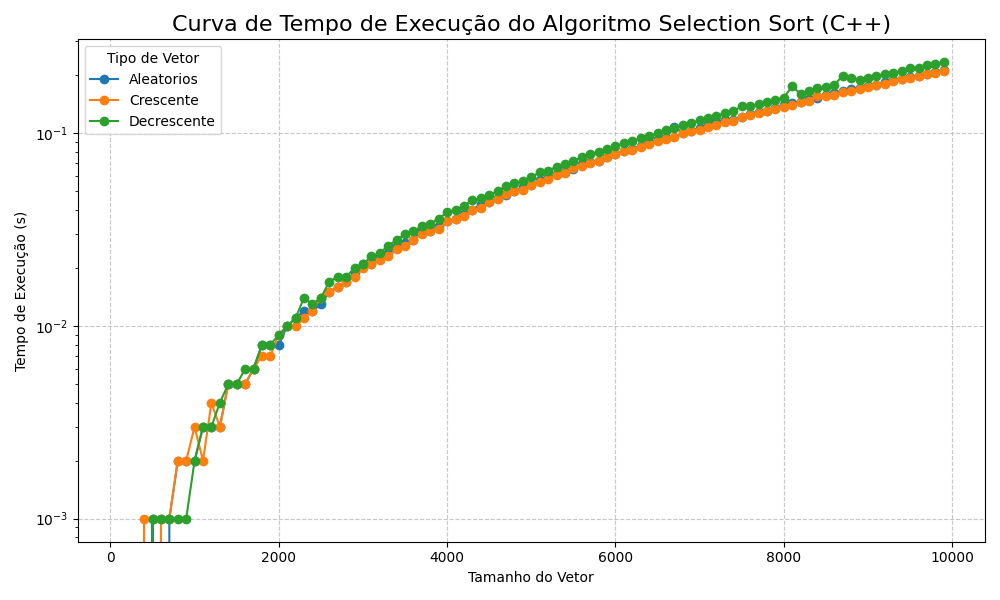 Curva de Tempo de Execução do Algoritmo Selection Sort (C++)
Tipo de Vetor
Aleatorios
Crescente
Decrescente
Tempo de Execução (s)
10⁻¹
10⁻²
10⁻³
0 2000 4000 6000 8000 10000
Tamanho do Vetor